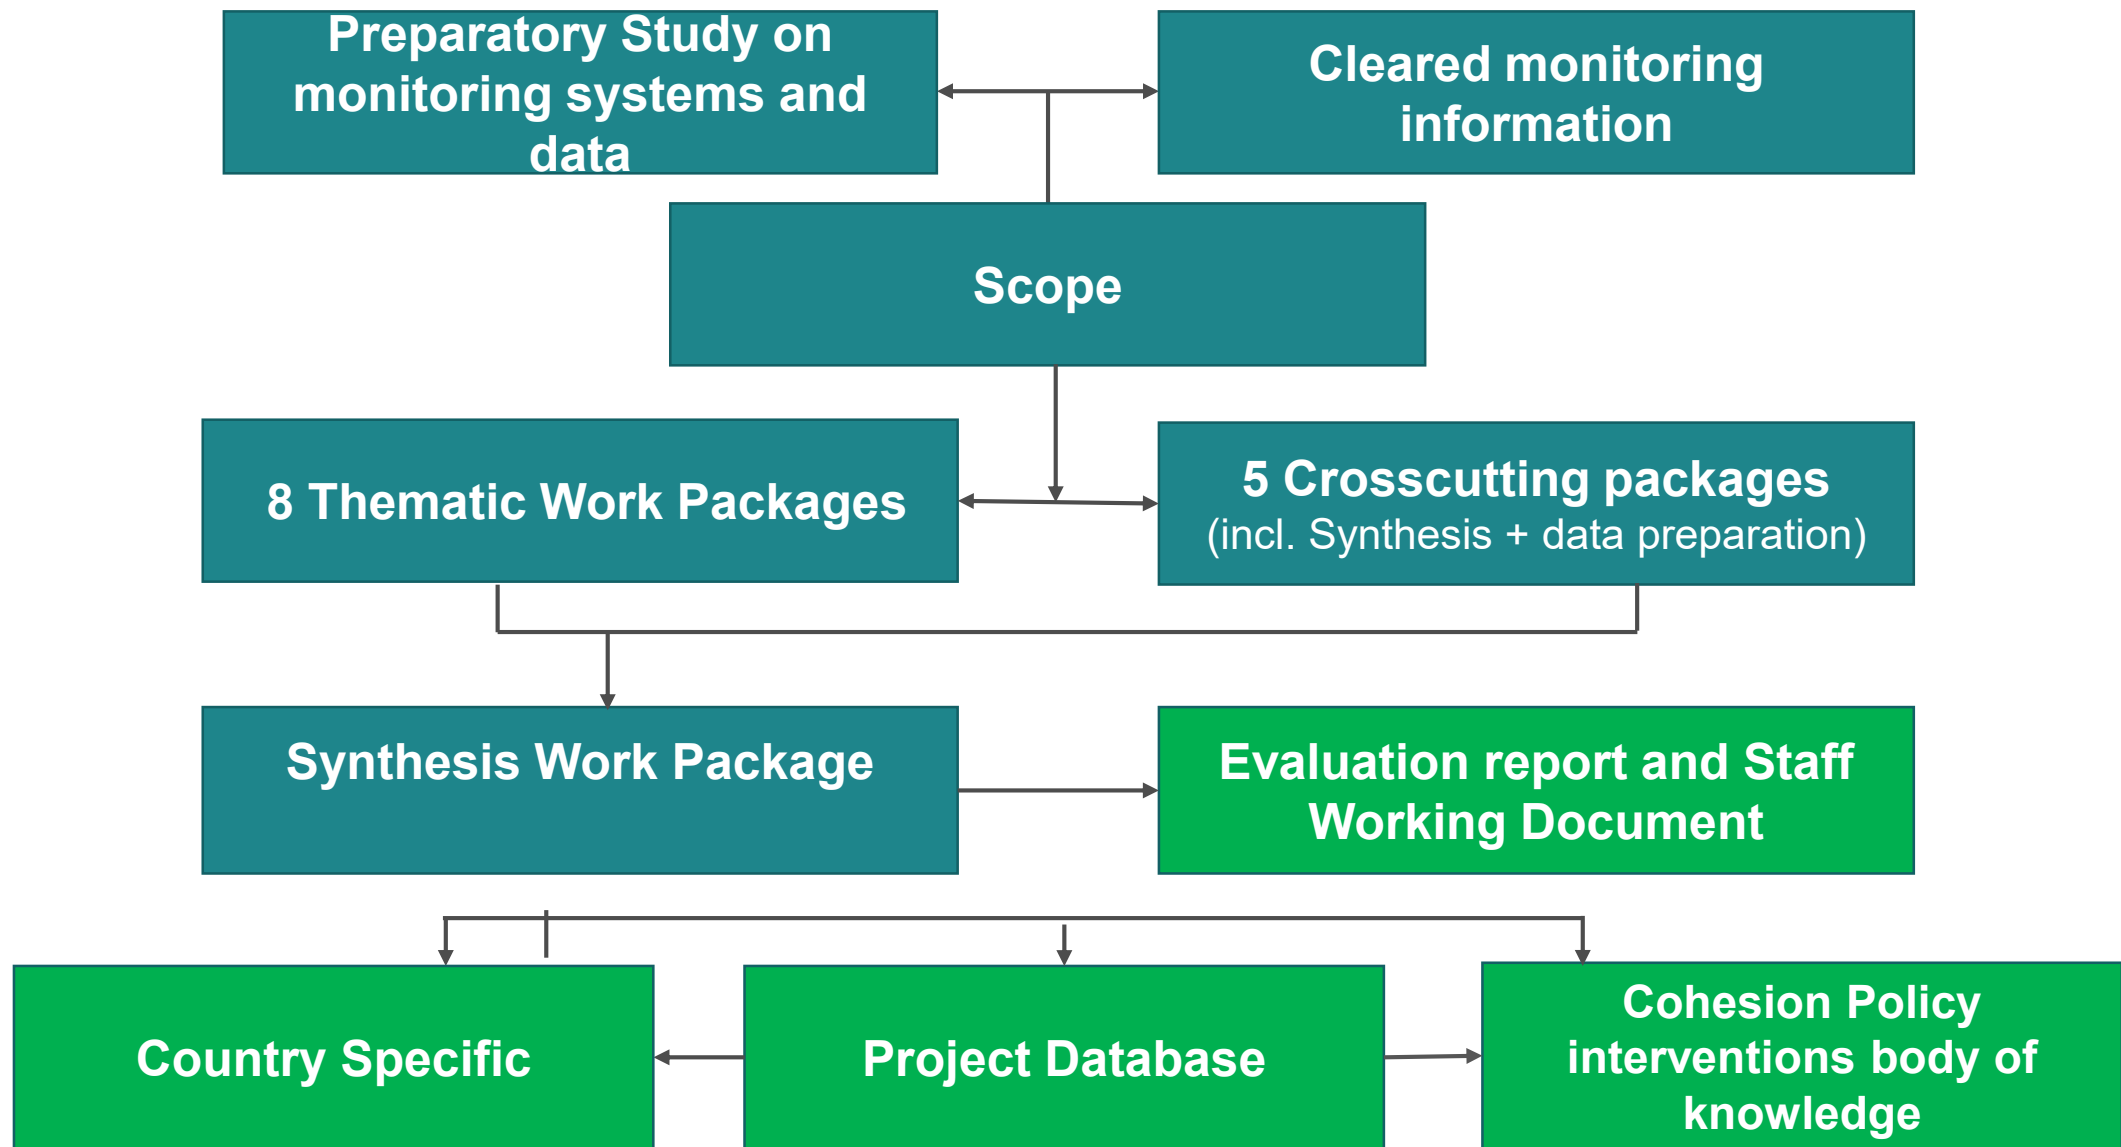 Preparatory Study on
monitoring systems and
data
Cleared monitoring
information
Scope
8 Thematic Work Packages
5 Crosscutting packages
(incl. Synthesis + data preparation)
Synthesis Work Package
Evaluation report and Staff
Working Document
Country Specific
Project Database
Cohesion Policy
interventions body of
knowledge